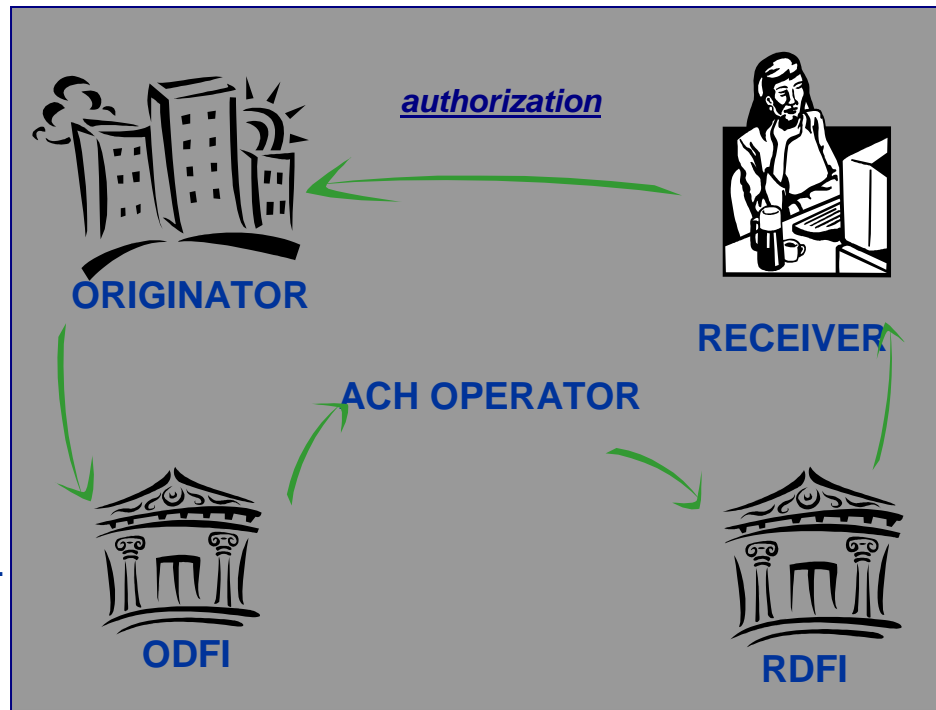 authorization
ORIGINATOR
RECEIVER
ACH OPERATOR
ODFI
RDFI